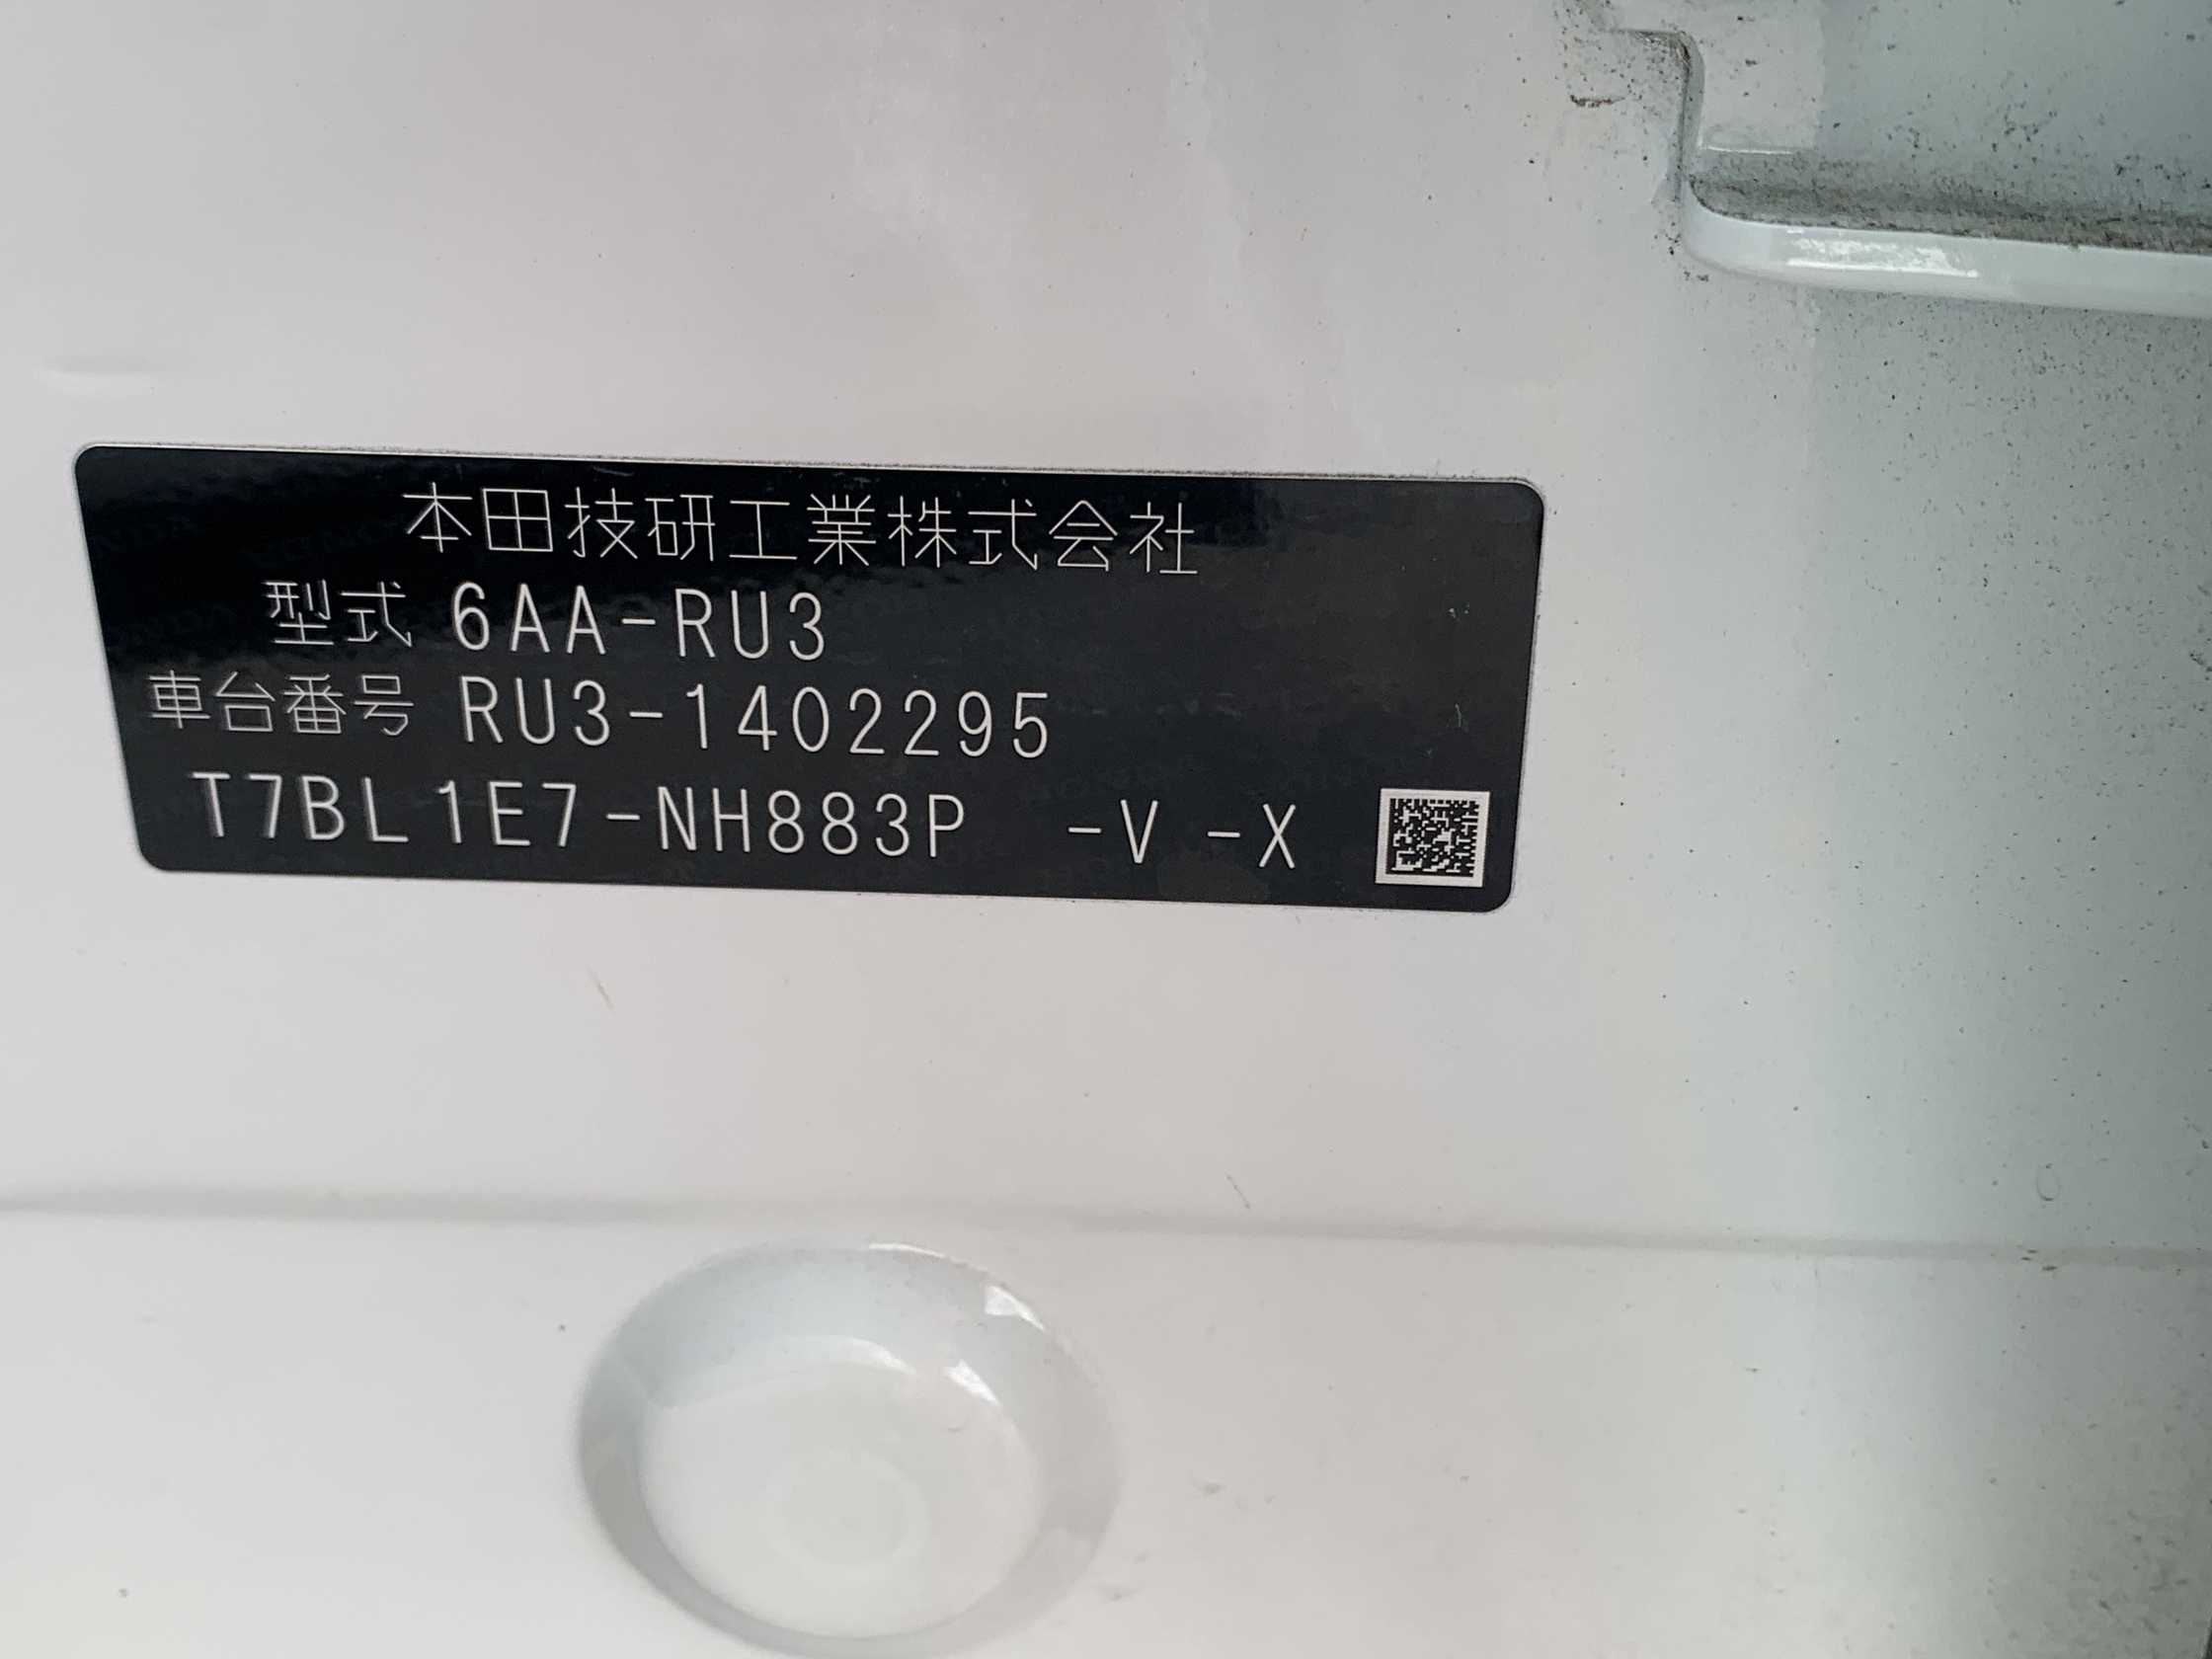 本田技研工業株式会社
型式 6AA-RU3
車台番号 RU3-1402295
T7BL1E7-NH883P -V -X